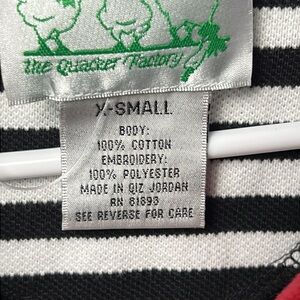 the Quacker Factory
X-SMALL
BODY:
100% COTTON
EMBROIDERY:
100% POLYESTER
MADE IN QIZ JORDAN
RN 81893
SEE REVERSE FOR CARE